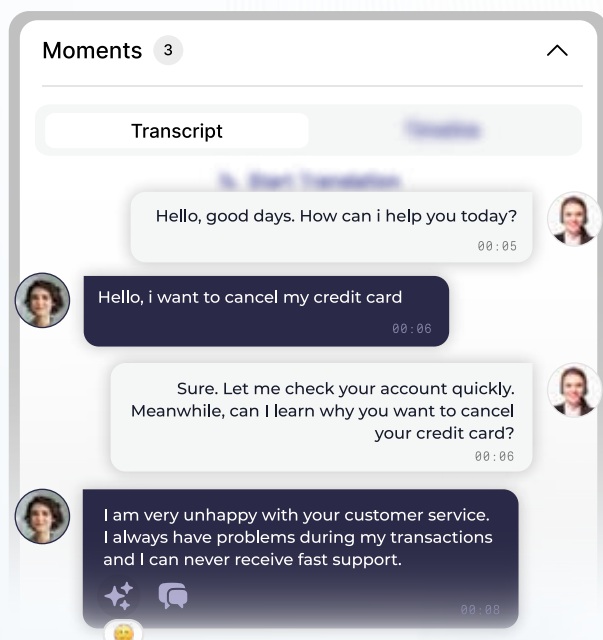 Moments 3
Transcript
Start Translation
Hello, good days. How can i help you today?
00:05
Hello, i want to cancel my credit card
00:06
Sure. Let me check your account quickly.
Meanwhile, can I learn why you want to cancel
your credit card?
00:06
I am very unhappy with your customer service.
I always have problems during my transactions
and I can never receive fast support.
00:08